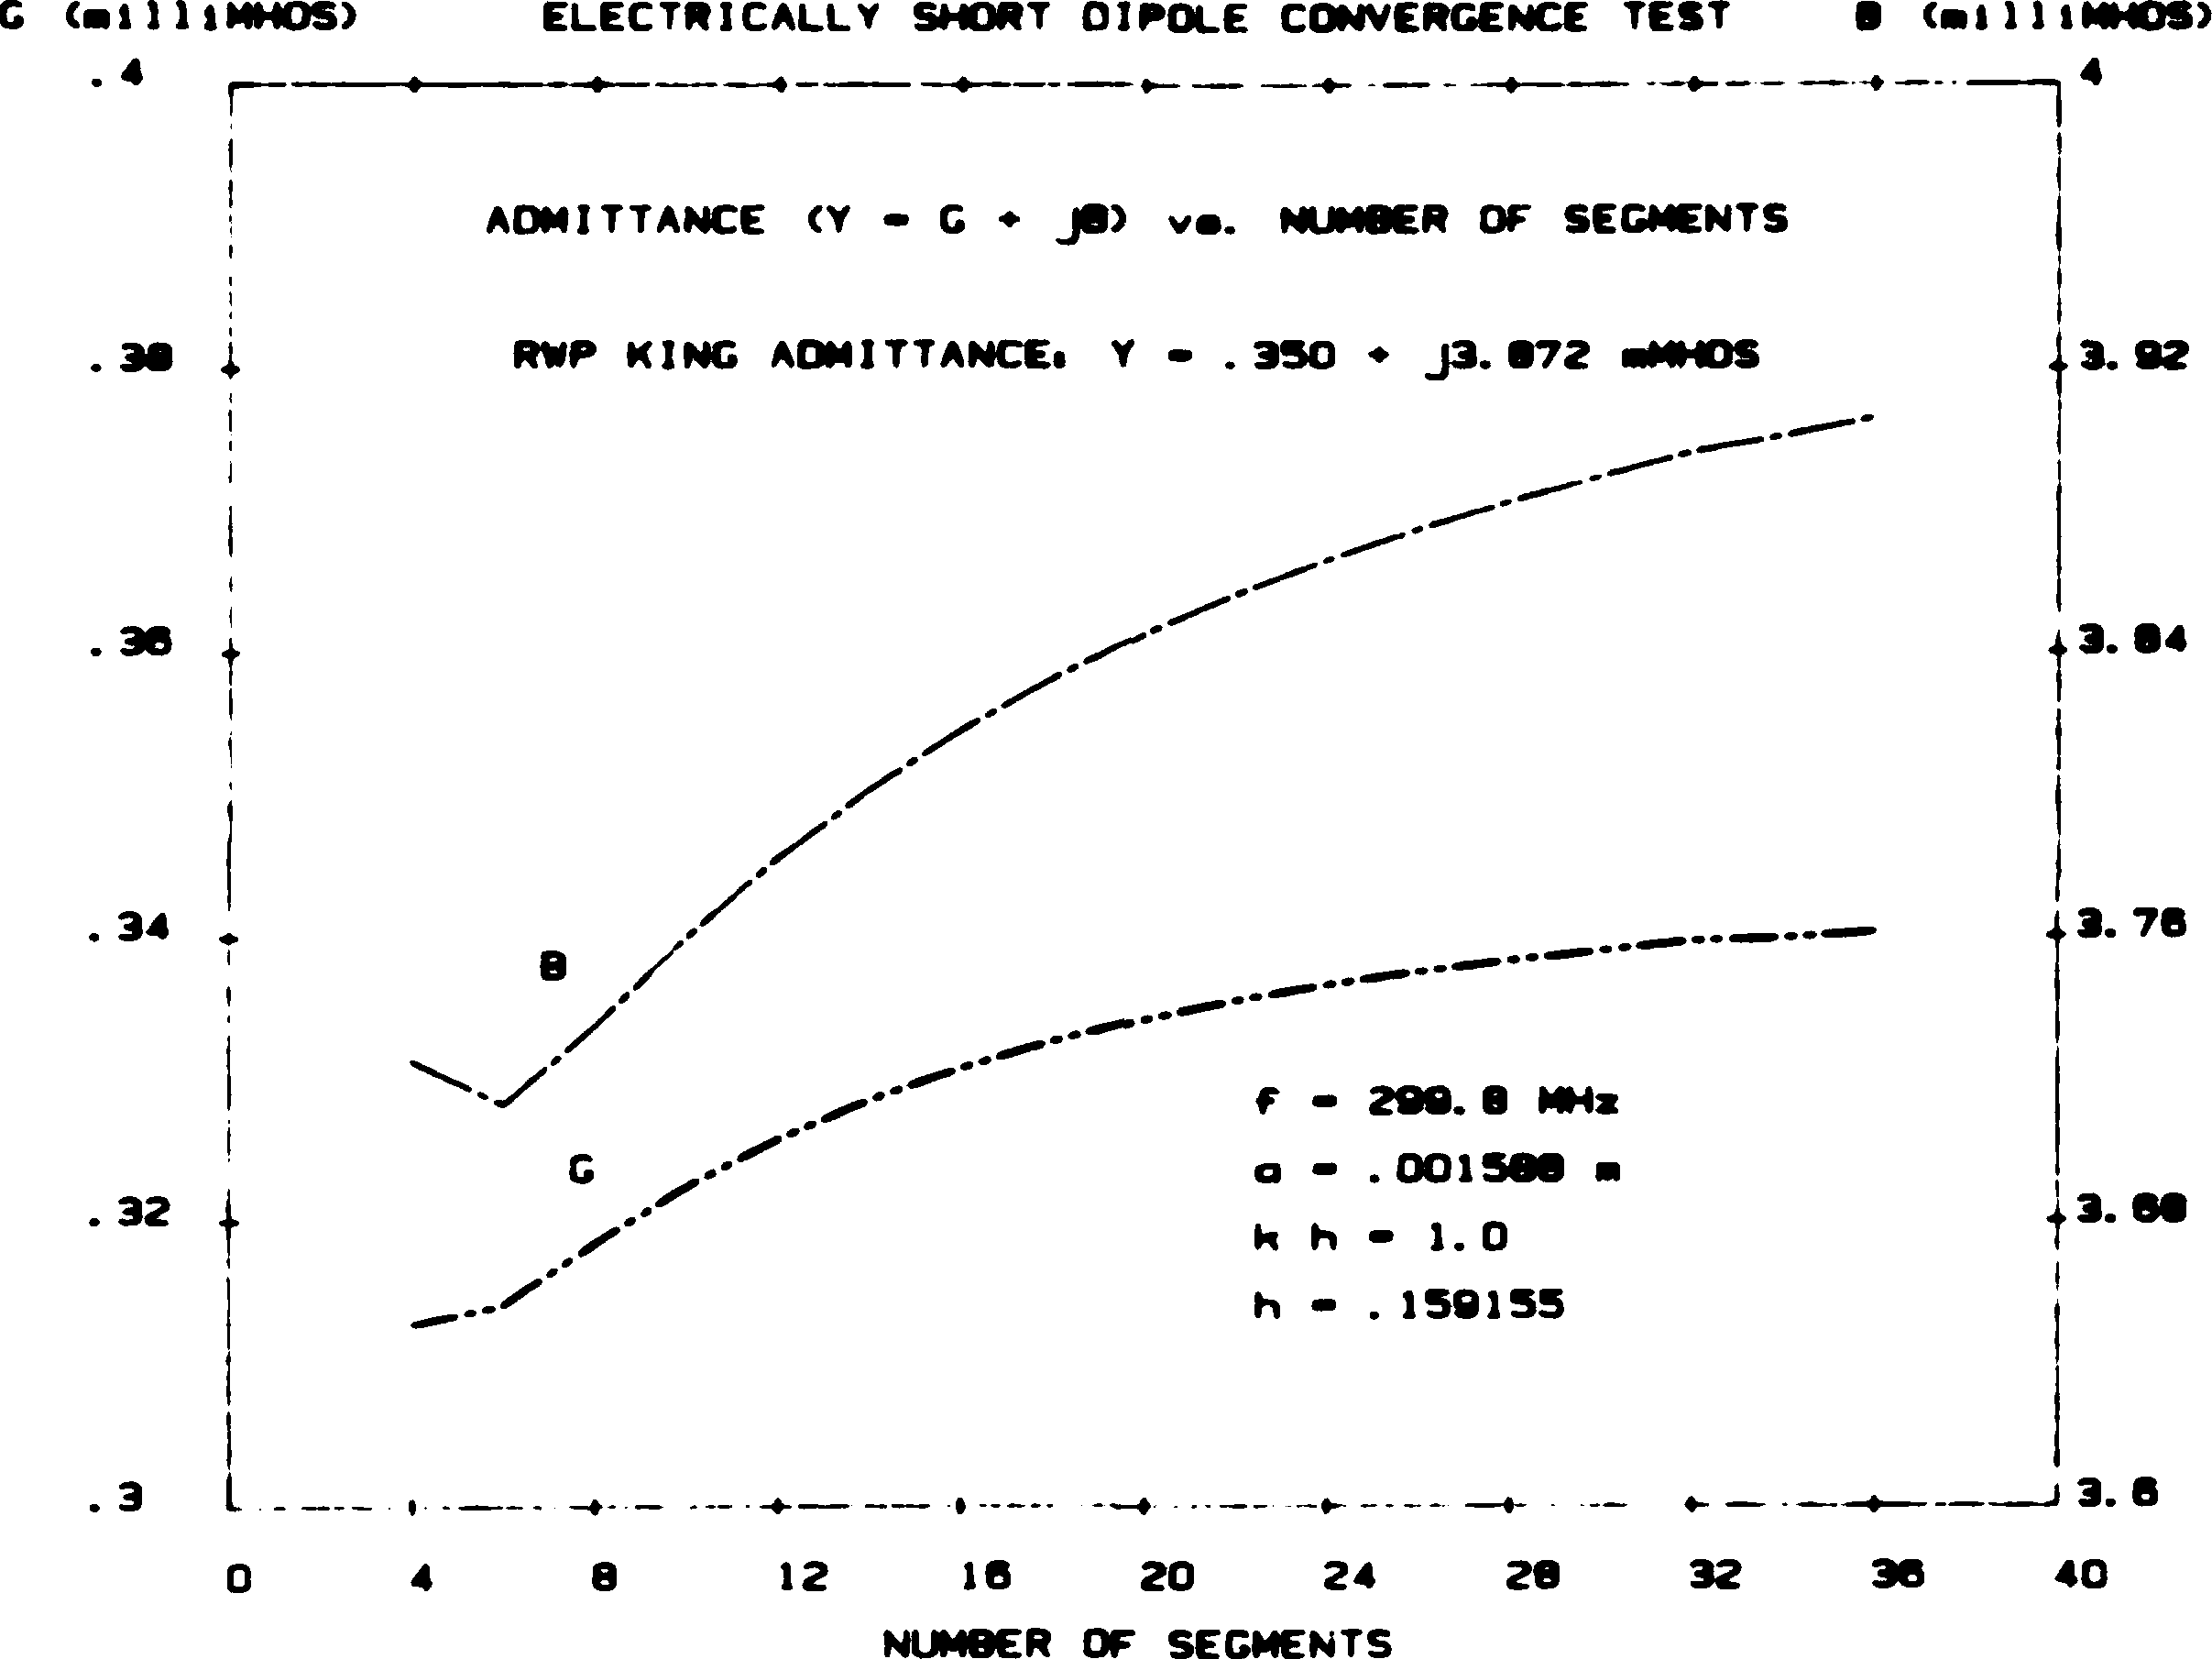 G (milliMHOS) ELECTRICALLY SHORT DIPOLE CONVERGENCE TEST B (milliMHOS)
.4 4
ADMITTANCE (Y = G + jB) vs. NUMBER OF SEGMENTS
RWP KING ADMITTANCE: Y = .350 + j3.872 mMHOS
.38 3.92
.36 3.84
.34 3.76
B
f = 299.8 MHz
G
a = .001588 m
.32 3.68
k h = 1.0
h = .159155
.3 3.6
0 4 8 12 16 20 24 28 32 36 40
NUMBER OF SEGMENTS